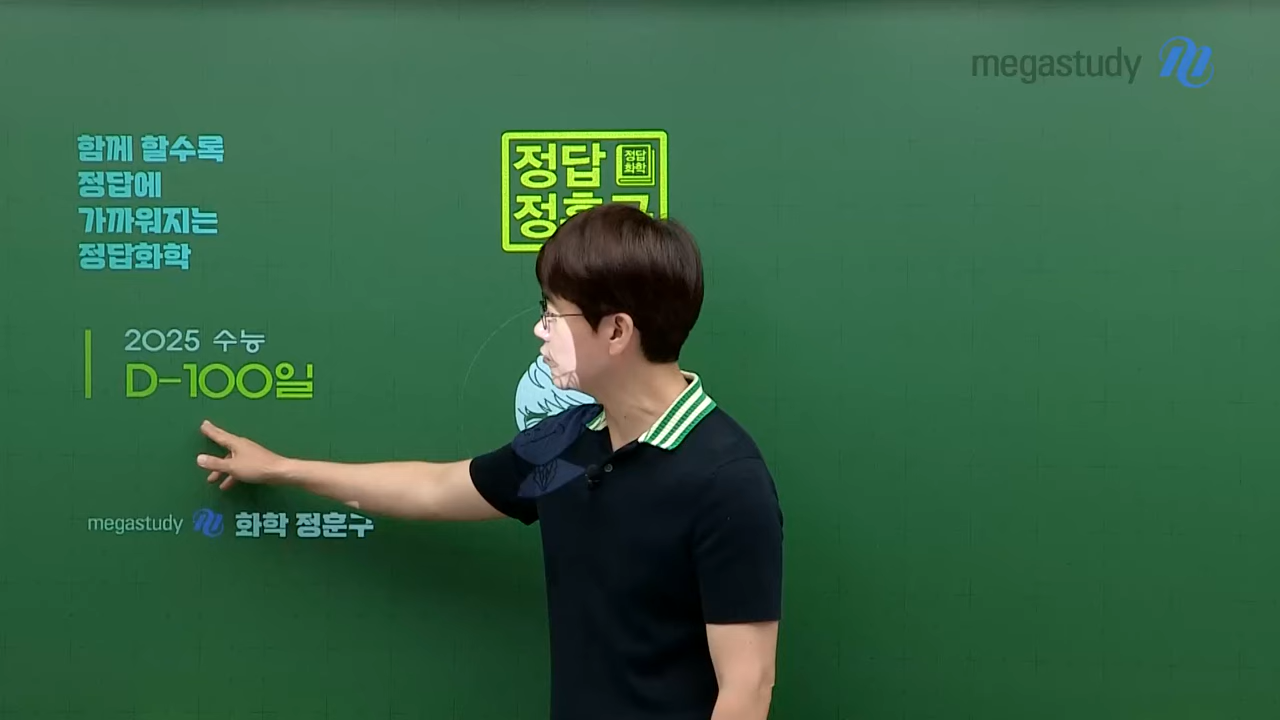 megastudy
함께 할수록
정답에
가까워지는
정답화학
정답
정답
화학
2025 수능
D-100일
megastudy 화학 정훈구